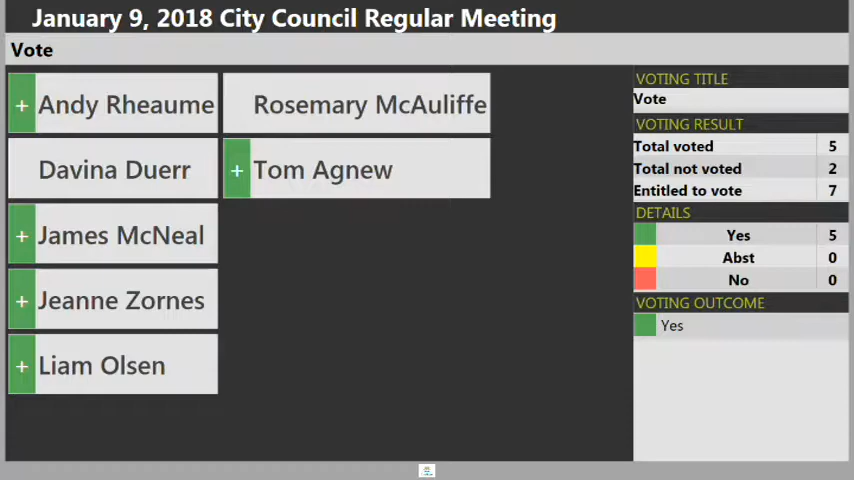 January 9, 2018 City Council Regular Meeting
Vote
+ Andy Rheaume
Rosemary McAuliffe
Davina Duerr
+ Tom Agnew
+ James McNeal
+ Jeanne Zornes
+ Liam Olsen
VOTING TITLE
Vote
VOTING RESULT
Total voted 5
Total not voted 2
Entitled to vote 7
DETAILS
Yes 5
Abst 0
No 0
VOTING OUTCOME
Yes